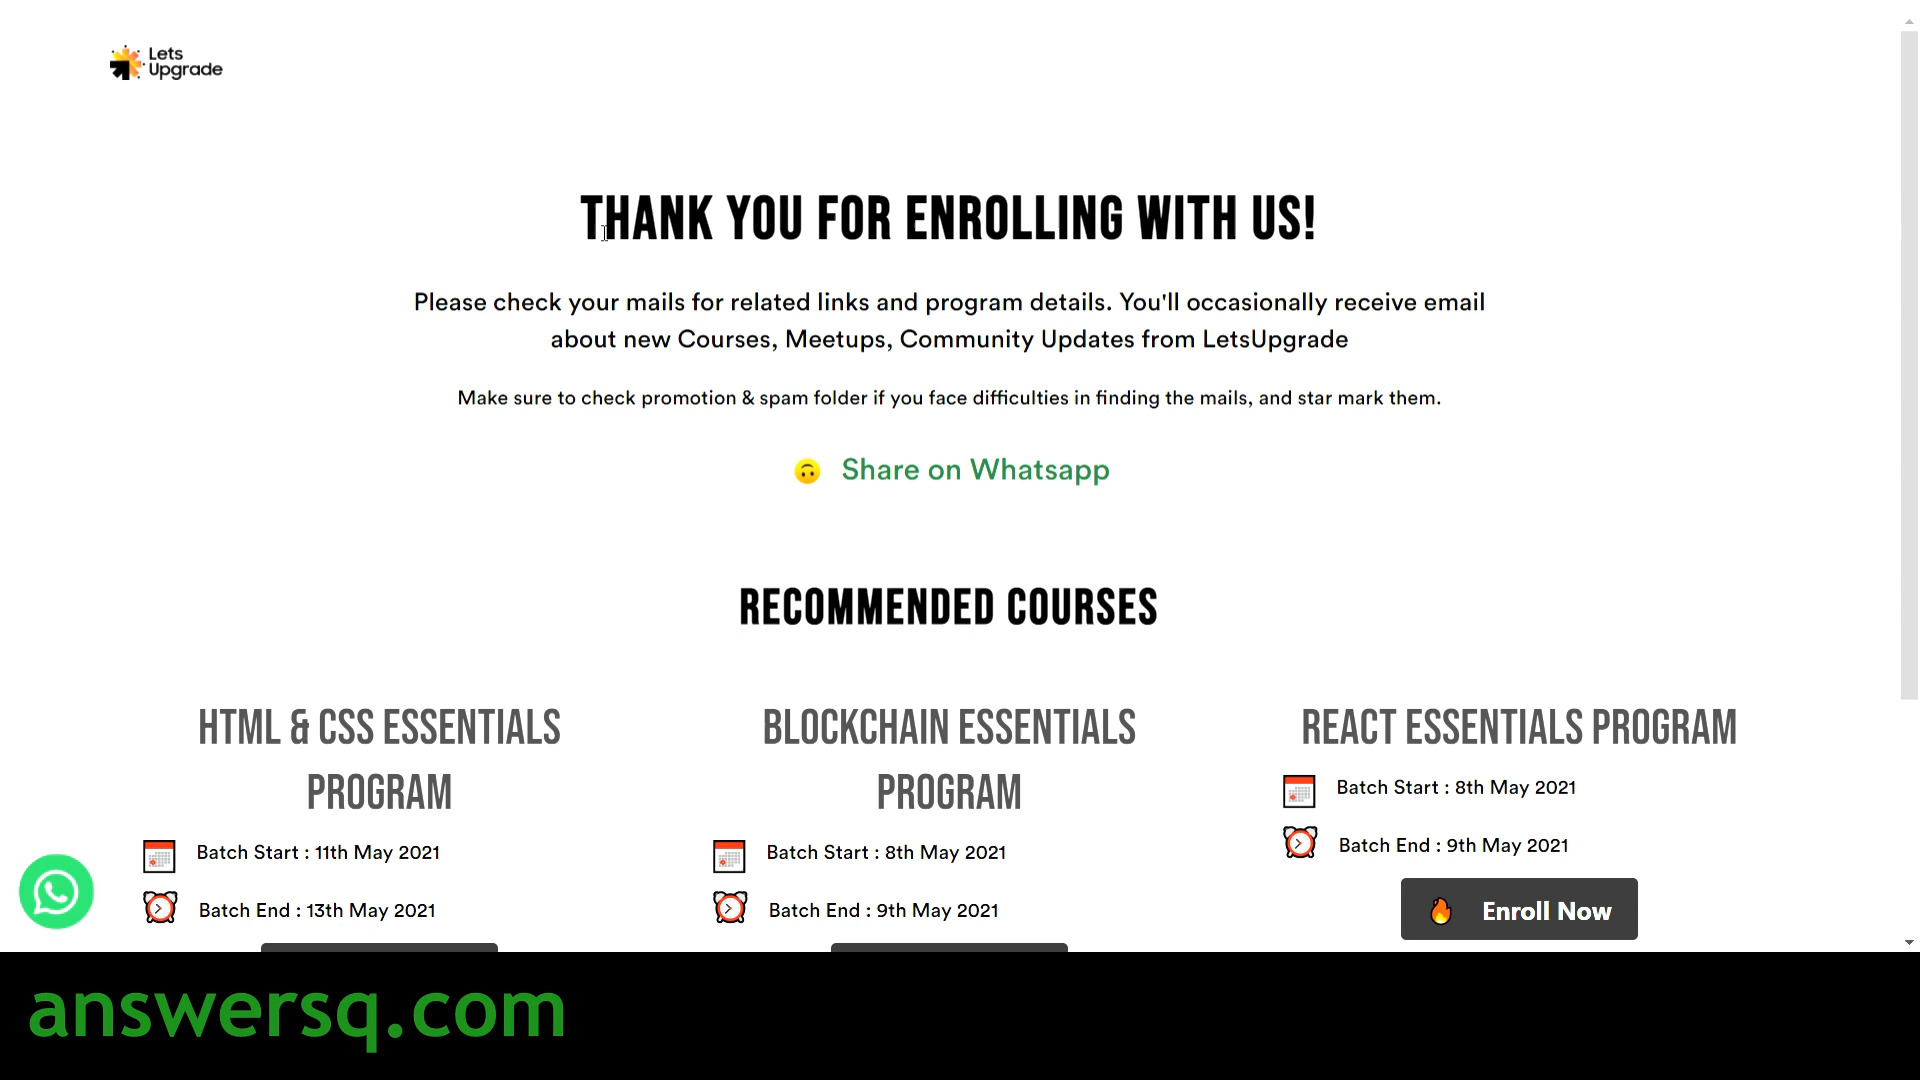 Lets
Upgrade
THANK YOU FOR ENROLLING WITH US!
Please check your mails for related links and program details. You'll occasionally receive email
about new Courses, Meetups, Community Updates from LetsUpgrade
Make sure to check promotion & spam folder if you face difficulties in finding the mails, and star mark them.
Share on Whatsapp
RECOMMENDED COURSES
HTML & CSS ESSENTIALS
PROGRAM
Batch Start : 11th May 2021
Batch End : 13th May 2021
BLOCKCHAIN ESSENTIALS
PROGRAM
Batch Start : 8th May 2021
Batch End : 9th May 2021
REACT ESSENTIALS PROGRAM
Batch Start : 8th May 2021
Batch End : 9th May 2021
Enroll Now
answersq.com